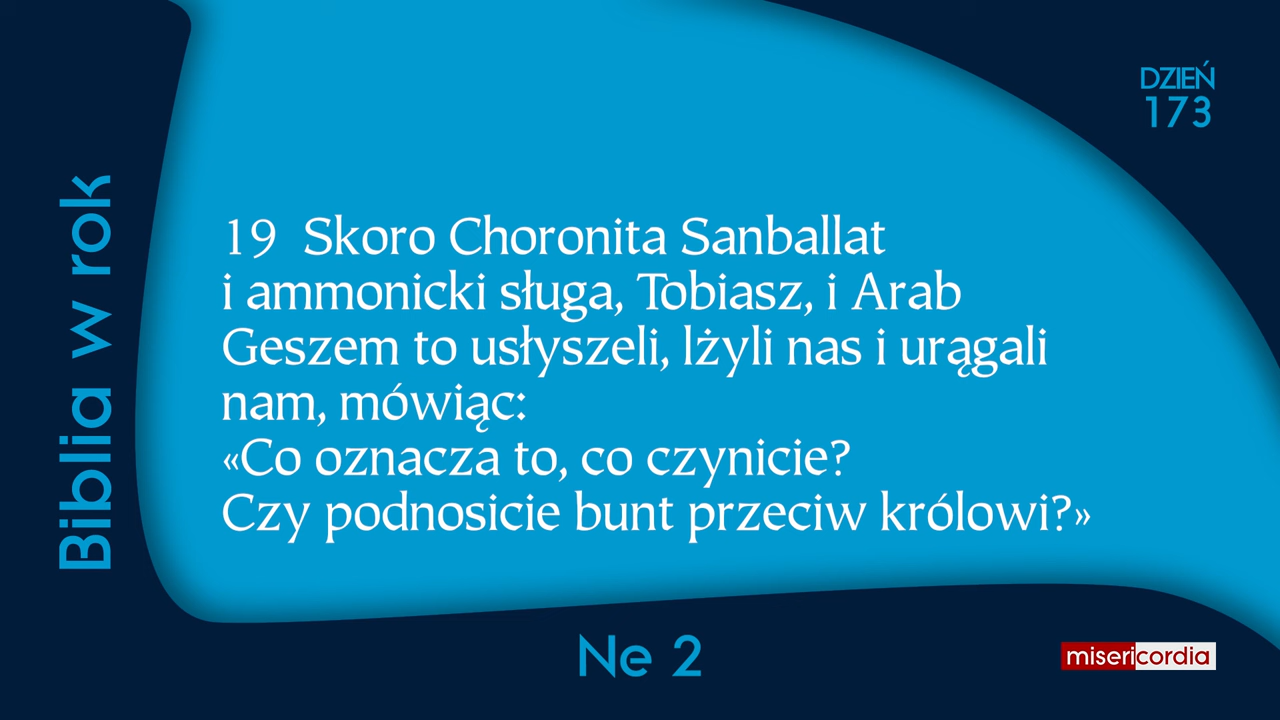 Biblia w rok
DZIEŃ
173
19 Skoro Choronita Sanballat
i ammonicki sługa, Tobiasz, i Arab
Geszem to usłyszeli, lżyli nas i urągali
nam, mówiąc:
«Co oznacza to, co czynicie?
Czy podnosicie bunt przeciw królowi?»
Ne 2
misericordia